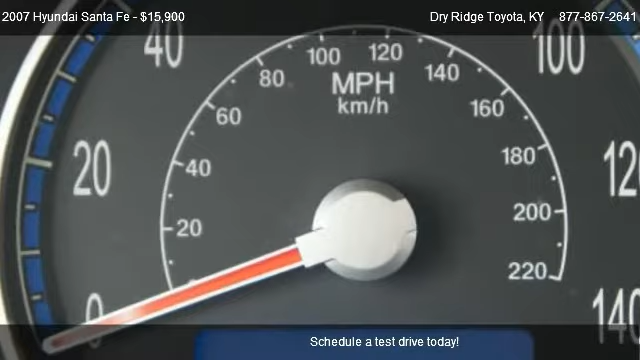 2007 Hyundai Santa Fe - $15,900
Dry Ridge Toyota, KY 877-867-2641
40
100
100 120
80 140
MPH
km/h
60 160
20
40 180
20 200
220
0
140
Schedule a test drive today!